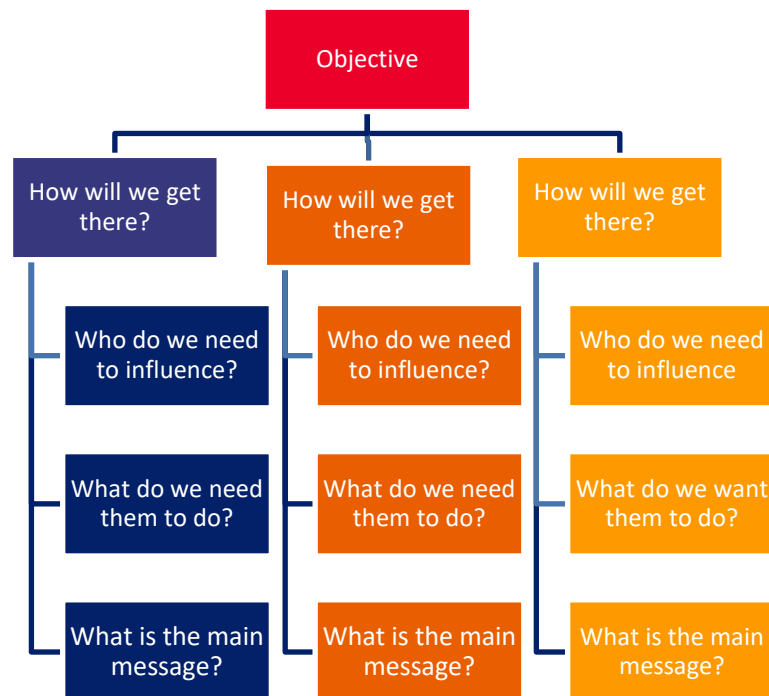 Objective
How will we get
there?
How will we get
there?
How will we get
there?
Who do we need
to influence?
Who do we need
to influence?
Who do we need
to influence
What do we need
them to do?
What do we need
them to do?
What do we want
them to do?
What is the main
message?
What is the main
message?
What is the main
message?